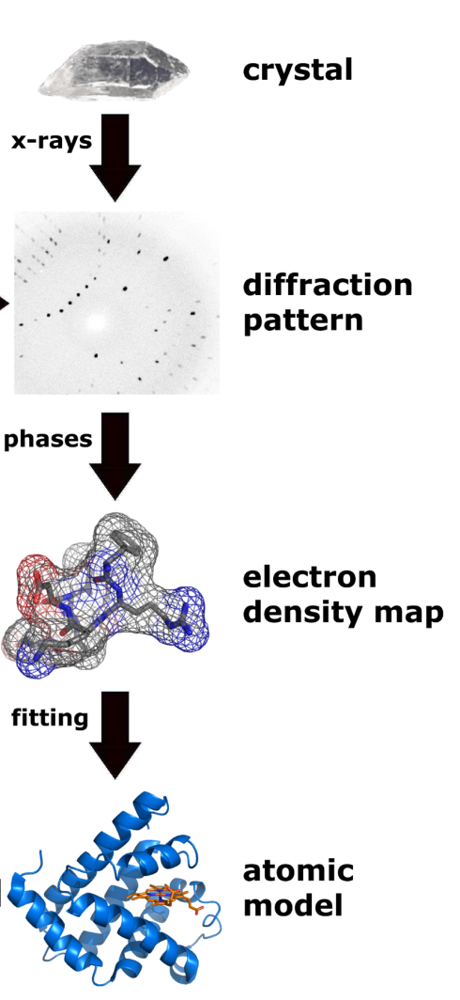 crystal
x-rays
diffraction
pattern
phases
electron
density map
fitting
atomic
model